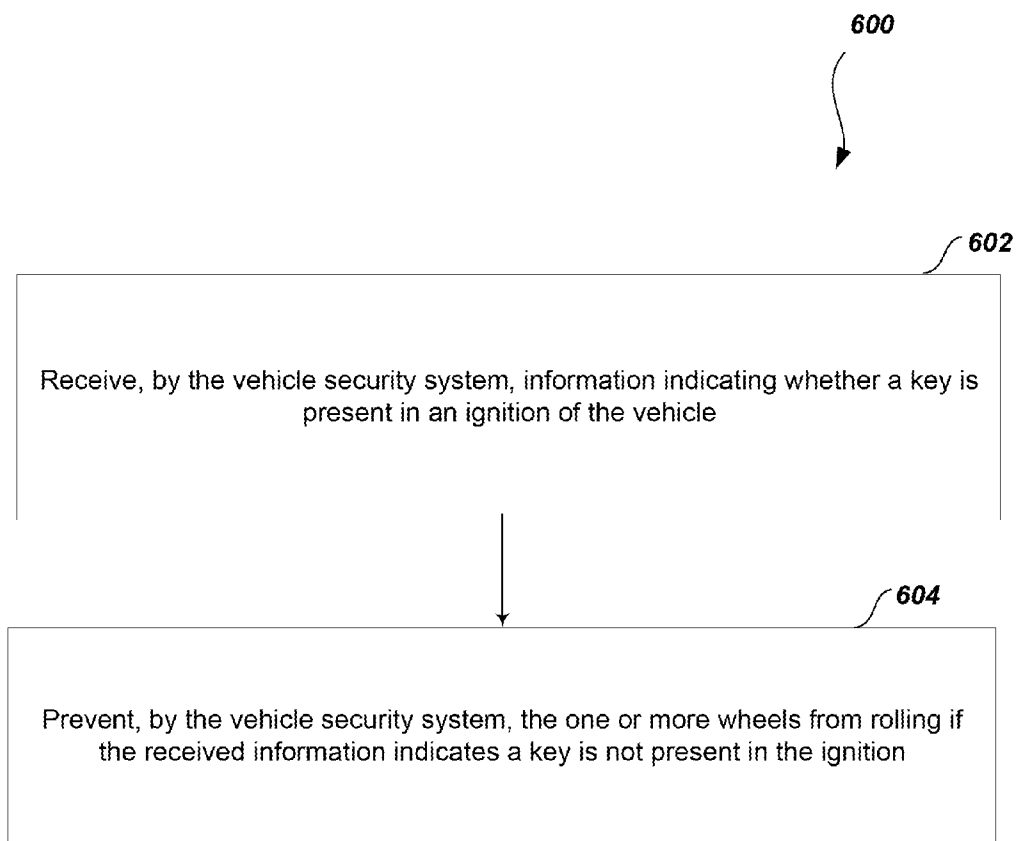 600
602
Receive, by the vehicle security system, information indicating whether a key is
present in an ignition of the vehicle
604
Prevent, by the vehicle security system, the one or more wheels from rolling if
the received information indicates a key is not present in the ignition